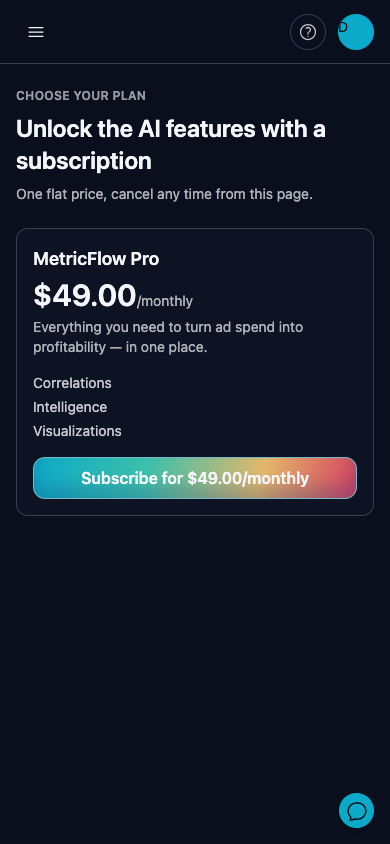 D
CHOOSE YOUR PLAN
Unlock the AI features with a
subscription
One flat price, cancel any time from this page.
MetricFlow Pro
$49.00/monthly
Everything you need to turn ad spend into
profitability — in one place.
Correlations
Intelligence
Visualizations
Subscribe for $49.00/monthly